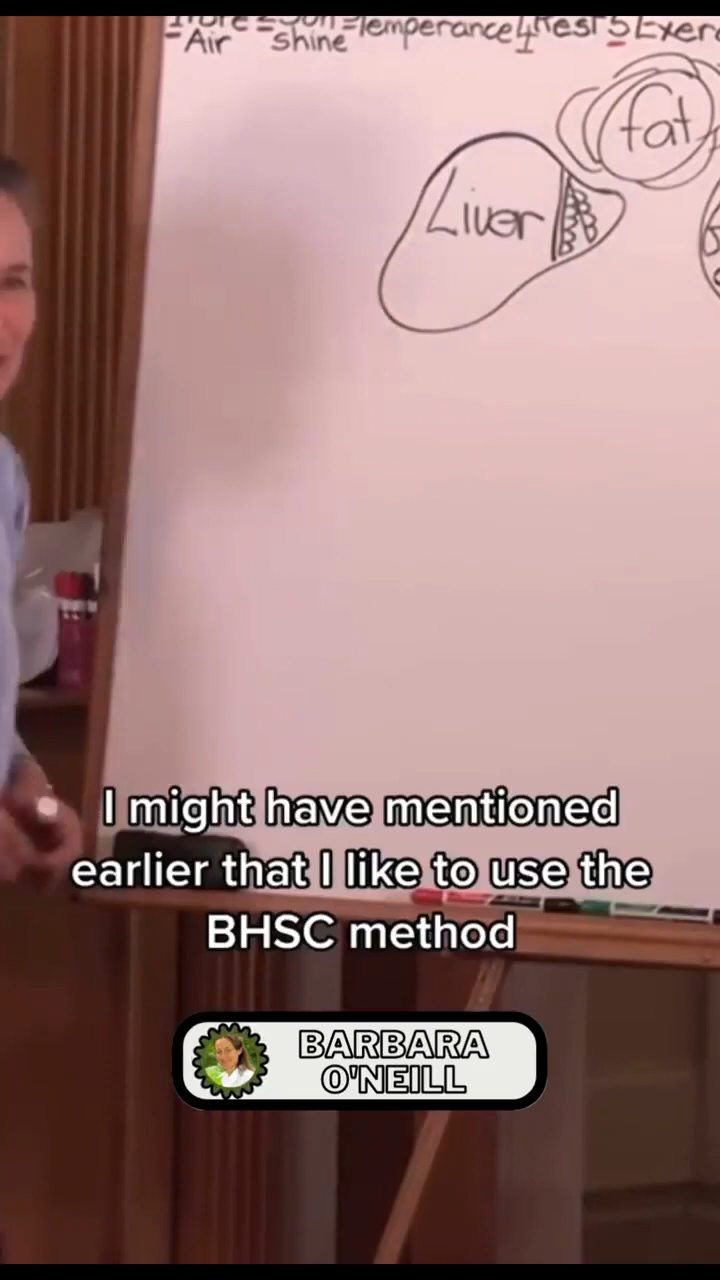 Air Shine Temperance Rest 5
fat
Liver
I might have mentioned
earlier that I like to use the
BHSC method
BARBARA
O'NEILL